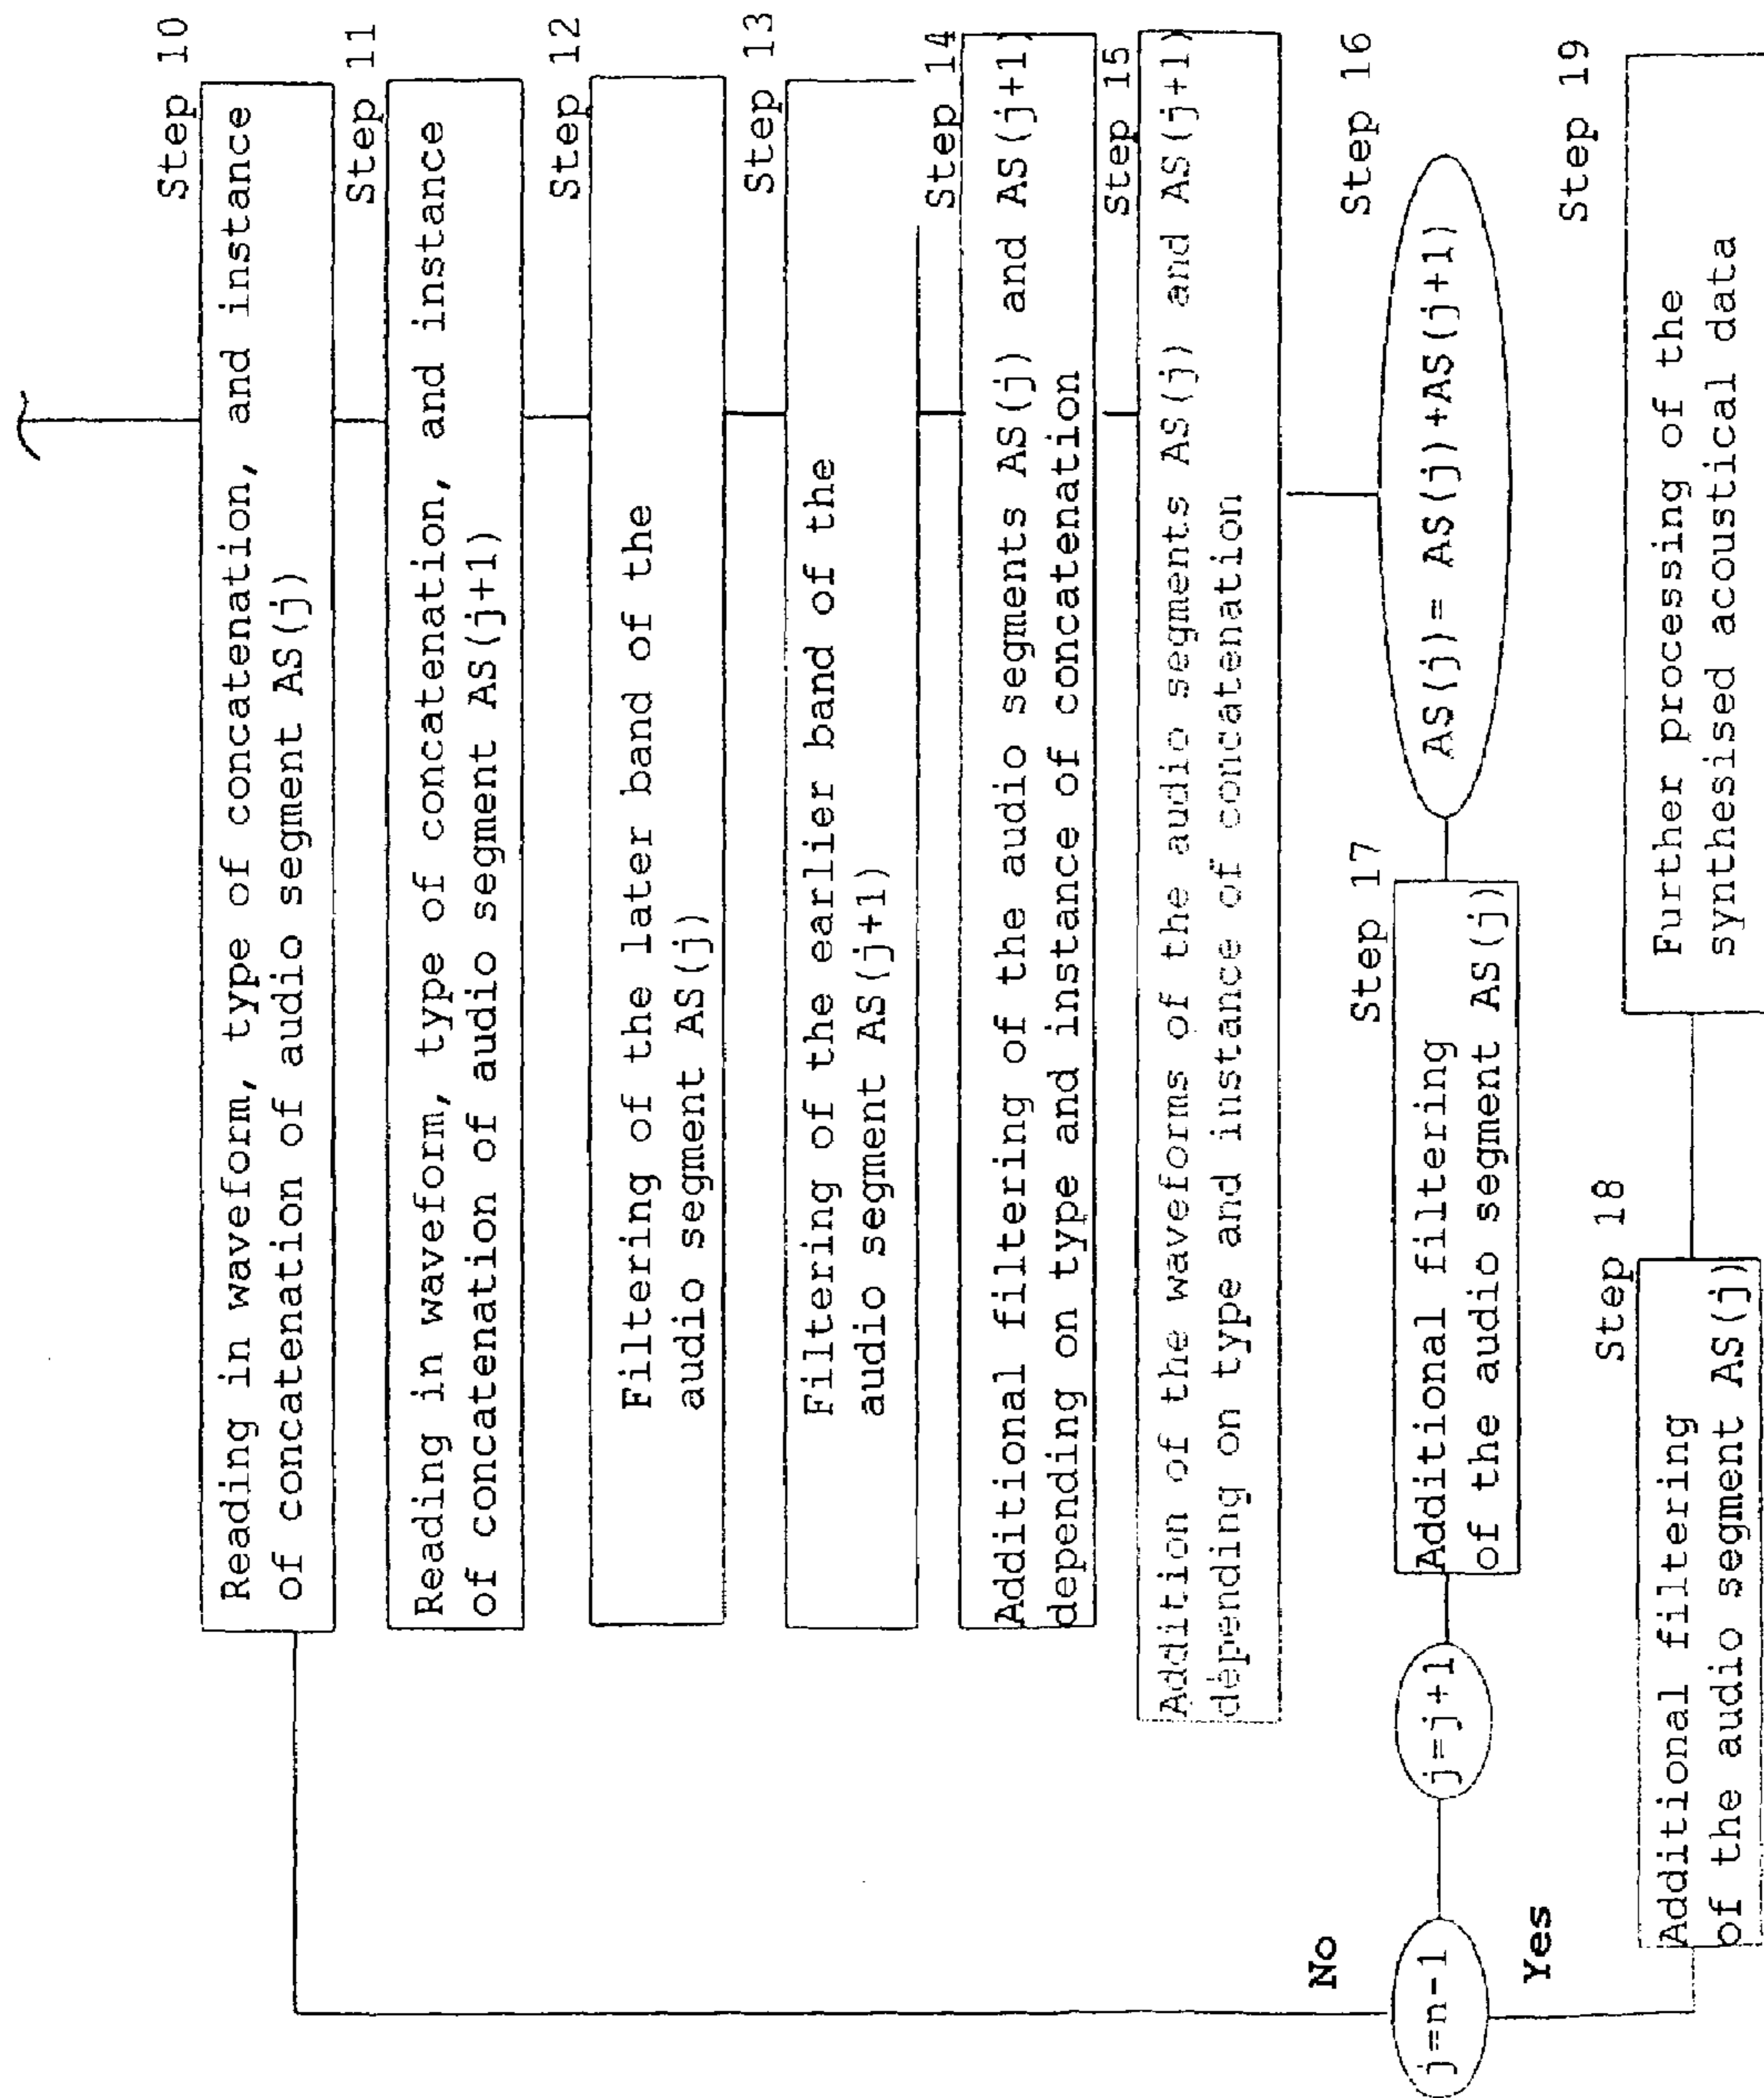 Step 10
Reading in waveform, type of concatenation, and instance
of concatenation of audio segment AS(j)
Step 11
Reading in waveform, type of concatenation, and instance
of concatenation of audio segment AS(j+1)
Step 12
Filtering of the later band of the
audio segment AS(j)
Step 13
Filtering of the earlier band of the
audio segment AS(j+1)
Step 14
Additional filtering of the audio segments AS(j) and AS(j+1)
depending on type and instance of concatenation
Step 15
Addition of the waveforms of the audio segments AS(j) and AS(j+1)
depending on type and instance of concatenation
Step 16
AS(j)= AS(j)+AS(j+1)
Step 17
Additional filtering
of the audio segment AS(j)
j=j+1
j=n-1
No
Yes
Step 18
Additional filtering
of the audio segment AS(j)
Step 19
Further processing of the
synthesised acoustical data